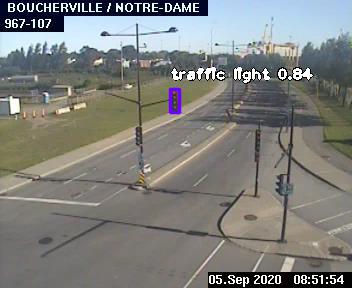 BOUCHERVILLE / NOTRE-DAME
967-107
traffic light 0.84
05.Sep 2020 08:51:54